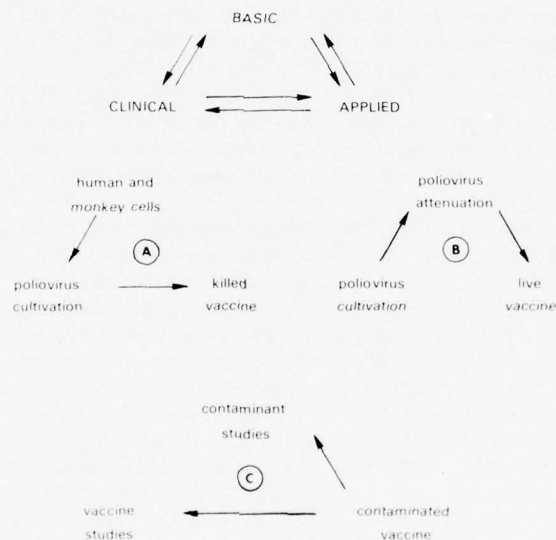 BASIC
CLINICAL
APPLIED
human and
monkey cells
A
poliovirus
cultivation
killed
vaccine
poliovirus
attenuation
B
poliovirus
cultivation
live
vaccine
contaminant
studies
C
vaccine
studies
contaminated
vaccine